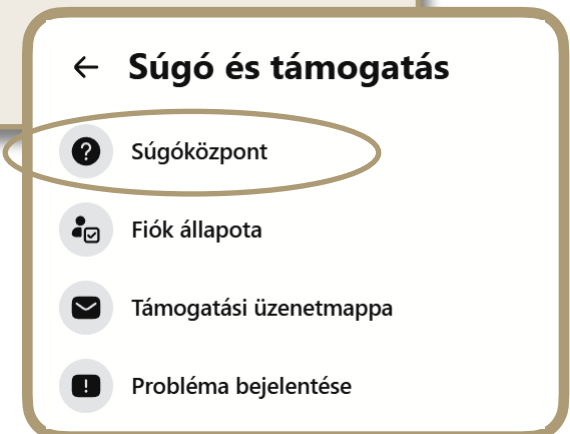 Súgó és támogatás
Súgóközpont
Fiók állapota
Támogatási üzenetmappa
Probléma bejelentése